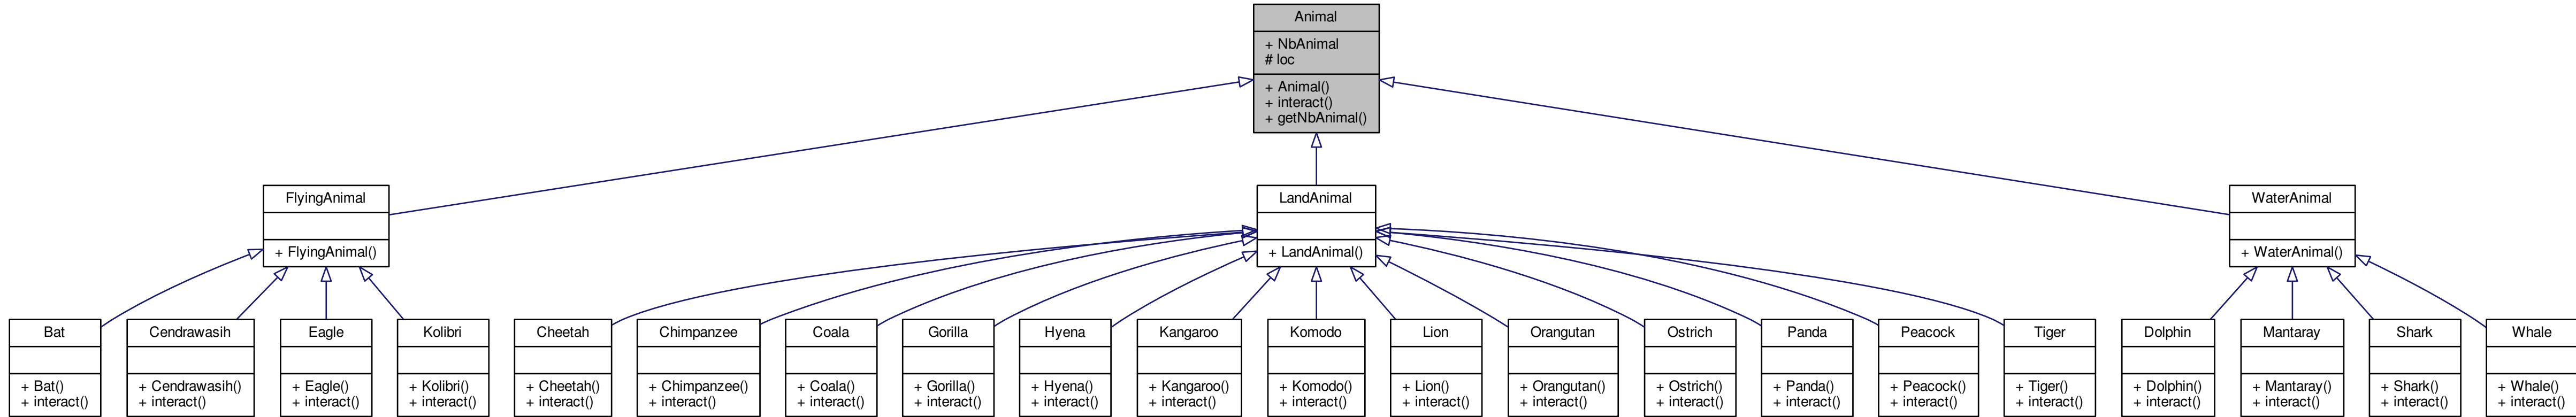 Animal
+ NbAnimal
# loc
+ Animal()
+ interact()
+ getNbAnimal()
FlyingAnimal
+ FlyingAnimal()
LandAnimal
+ LandAnimal()
WaterAnimal
+ WaterAnimal()
Bat
+ Bat()
+ interact()
Cendrawasih
+ Cendrawasih()
+ interact()
Eagle
+ Eagle()
+ interact()
Kolibri
+ Kolibri()
+ interact()
Cheetah
+ Cheetah()
+ interact()
Chimpanzee
+ Chimpanzee()
+ interact()
Coala
+ Coala()
+ interact()
Gorilla
+ Gorilla()
+ interact()
Hyena
+ Hyena()
+ interact()
Kangaroo
+ Kangaroo()
+ interact()
Komodo
+ Komodo()
+ interact()
Lion
+ Lion()
+ interact()
Orangutan
+ Orangutan()
+ interact()
Ostrich
+ Ostrich()
+ interact()
Panda
+ Panda()
+ interact()
Peacock
+ Peacock()
+ interact()
Tiger
+ Tiger()
+ interact()
Dolphin
+ Dolphin()
+ interact()
Mantaray
+ Mantaray()
+ interact()
Shark
+ Shark()
+ interact()
Whale
+ Whale()
+ interact()